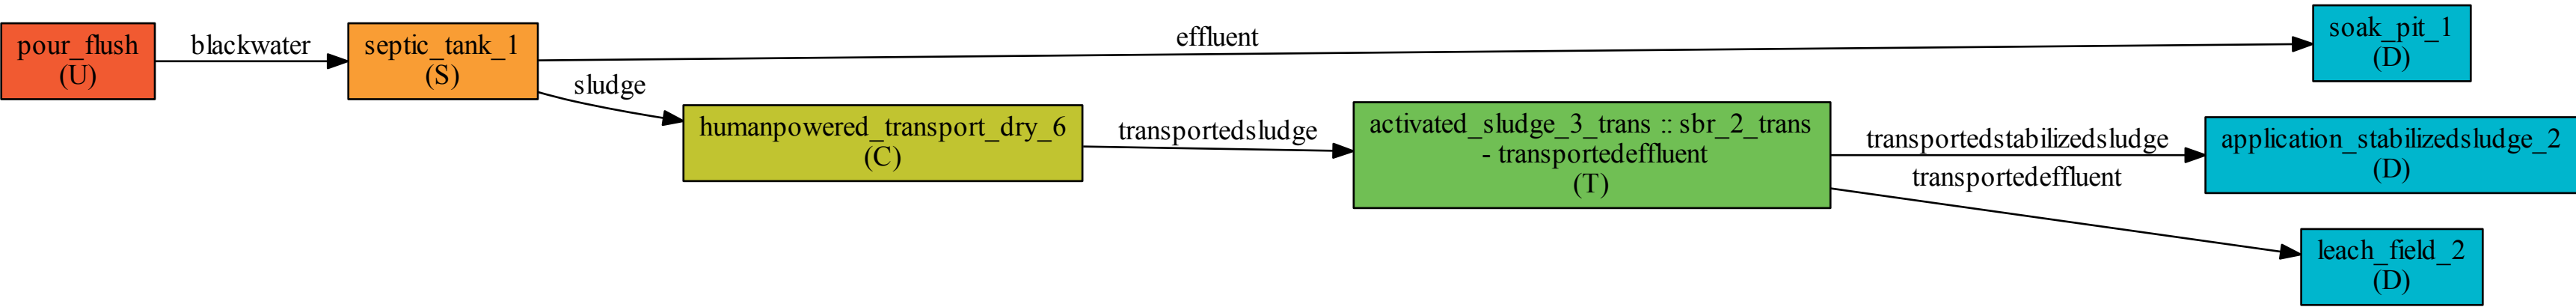 pour_flush
(U)
blackwater
septic_tank_1
(S)
effluent
soak_pit_1
(D)
sludge
humanpowered_transport_dry_6
(C)
transportedsludge
activated_sludge_3_trans :: sbr_2_trans
- transportedeffluent
(T)
transportedstabilizedsludge
application_stabilizedsludge_2
(D)
transportedeffluent
leach_field_2
(D)